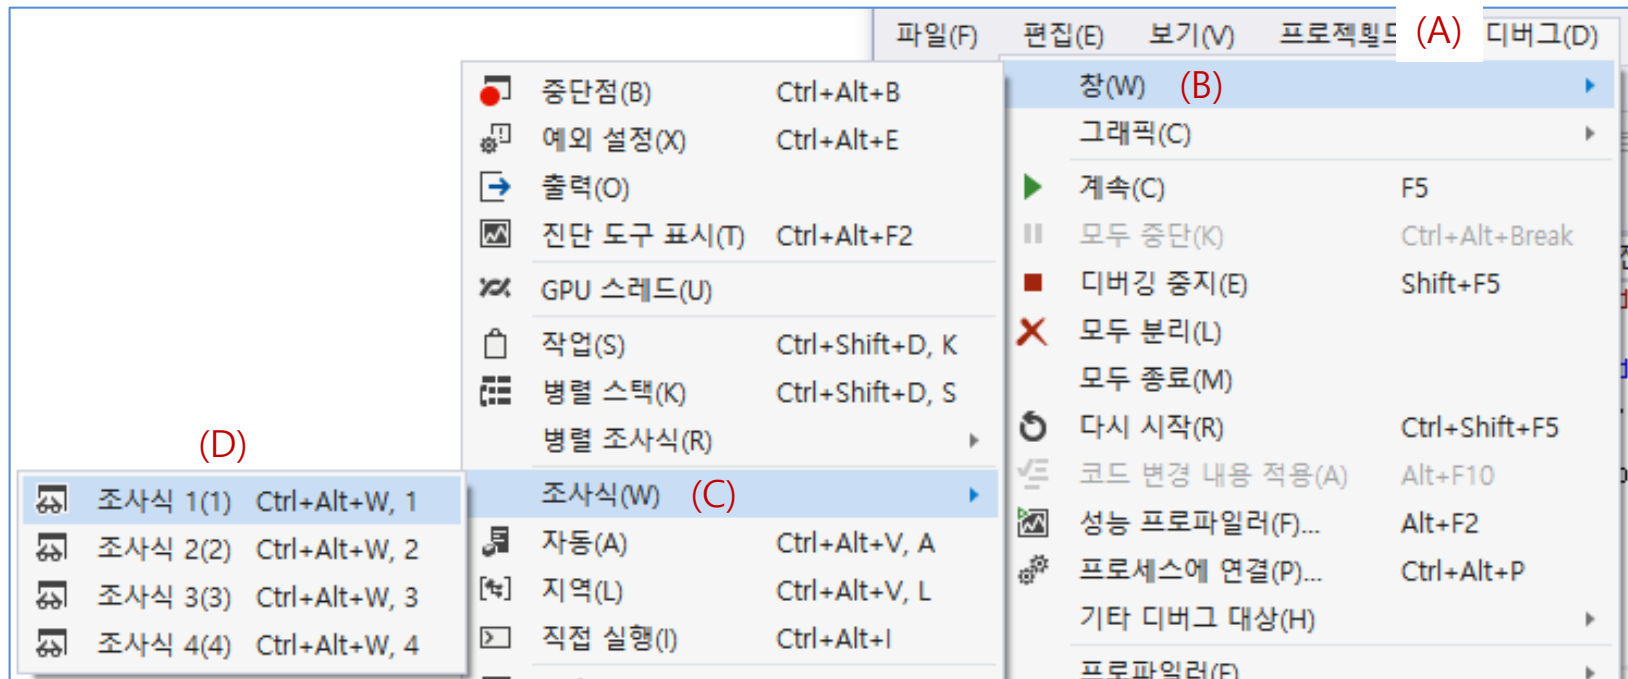 파일(F) 편집(E) 보기(V) 프로젝 (A) 디버그(D)
창(W) (B)
그래픽(C)
계속(C) F5
모두 중단(K) Ctrl+Alt+Break
디버깅 중지(E) Shift+F5
모두 분리(L)
모두 종료(M)
다시 시작(R) Ctrl+Shift+F5
코드 변경 내용 적용(A) Alt+F10
성능 프로파일러(F)... Alt+F2
프로세스에 연결(P)... Ctrl+Alt+P
기타 디버그 대상(H)
프로파일러(F)
중단점(B) Ctrl+Alt+B
예외 설정(X) Ctrl+Alt+E
출력(O)
진단 도구 표시(T) Ctrl+Alt+F2
GPU 스레드(U)
작업(S) Ctrl+Shift+D, K
병렬 스택(K) Ctrl+Shift+D, S
병렬 조사식(R)
조사식(W) (C)
자동(A) Ctrl+Alt+V, A
지역(L) Ctrl+Alt+V, L
직접 실행(I) Ctrl+Alt+I
(D)
조사식 1(1) Ctrl+Alt+W, 1
조사식 2(2) Ctrl+Alt+W, 2
조사식 3(3) Ctrl+Alt+W, 3
조사식 4(4) Ctrl+Alt+W, 4